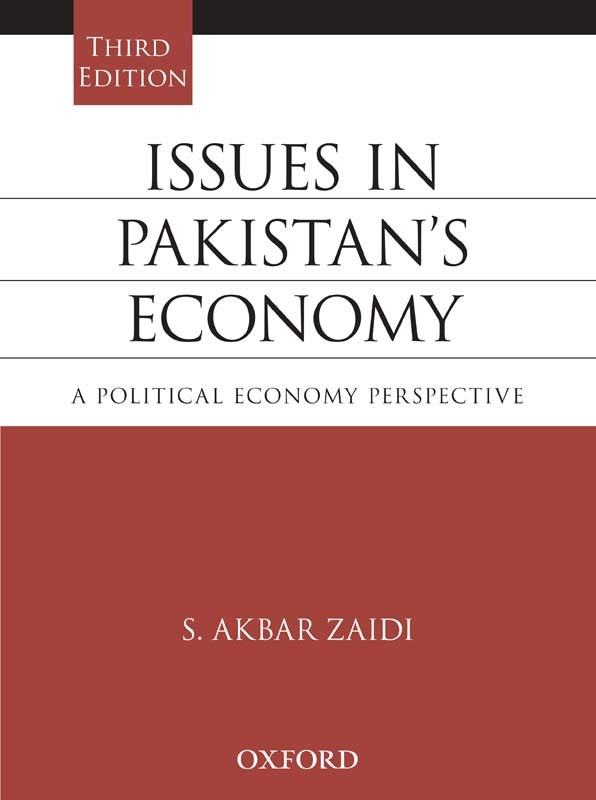 THIRD
EDITION
ISSUES IN
PAKISTAN'S
ECONOMY
A POLITICAL ECONOMY PERSPECTIVE
S. AKBAR ZAIDI
OXFORD